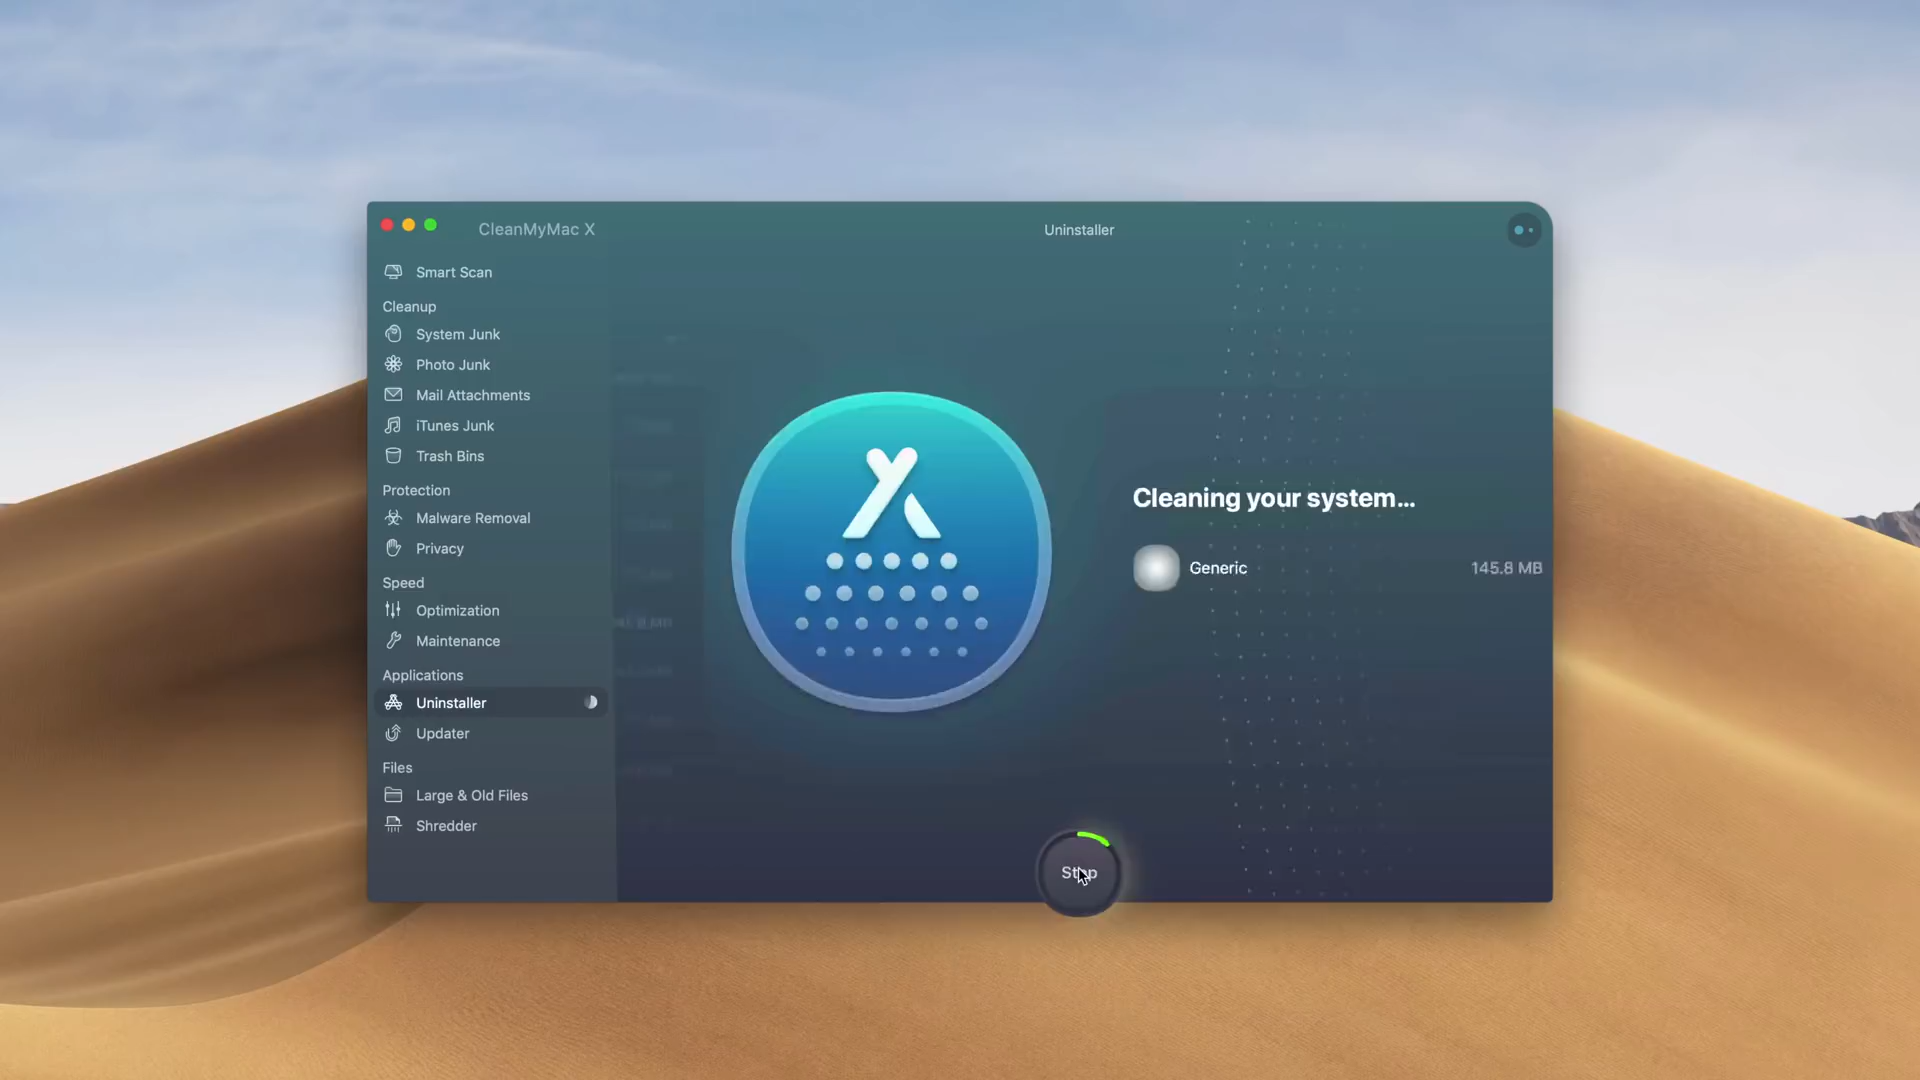 CleanMyMac X
Uninstaller
Smart Scan
Cleanup
System Junk
Photo Junk
Mail Attachments
iTunes Junk
Trash Bins
Protection
Malware Removal
Privacy
Speed
Optimization
Maintenance
Applications
Uninstaller
Updater
Files
Large & Old Files
Shredder
Cleaning your system...
Generic 145.8 MB
Stop